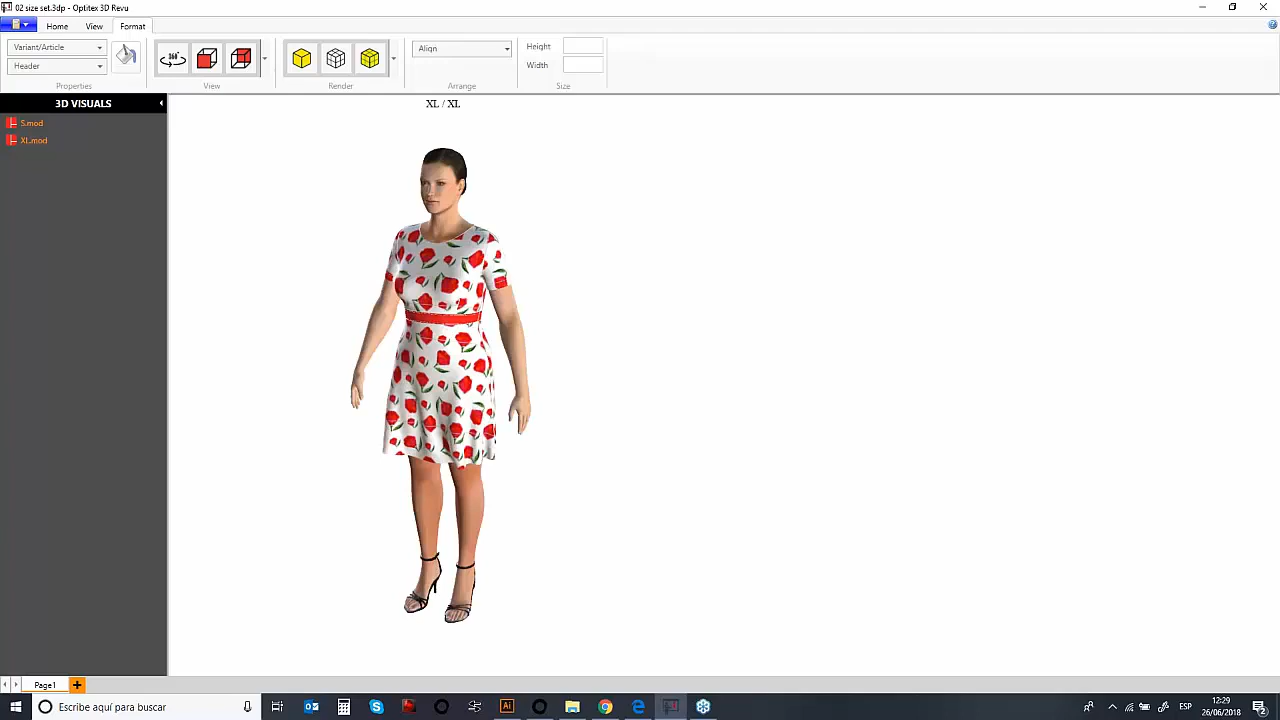 02 size set.3dp - Optitex 3D Revu
Home View Format
Variant/Article
Header
Properties
View
Render
Align
Arrange
Height
Width
Size
3D VISUALS
S.mod
XL.mod
XL / XL
Page1
Escribe aquí para buscar
ESP
12:29
26/06/2018